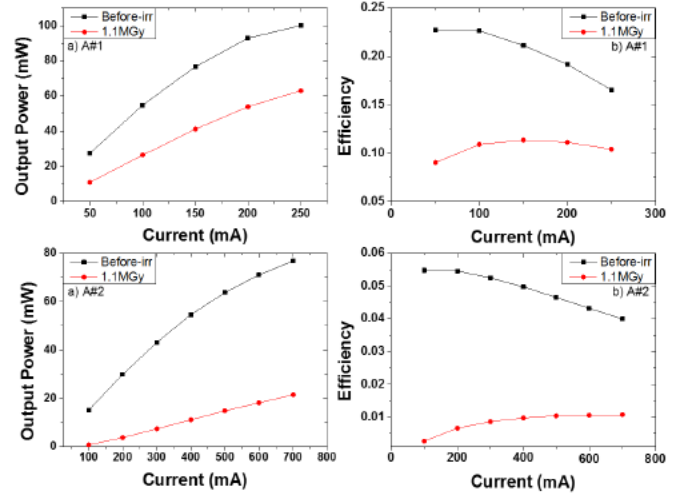 Before-irr
1.1MGy
a) A#1
100
80
60
40
20
0
Output Power (mW)
50
100
150
200
250
Current (mA)
Before-irr
1.1MGy
b) A#1
0.25
0.20
0.15
0.10
0.05
Efficiency
0
100
200
300
Current (mA)
Before-irr
1.1MGy
a) A#2
80
60
40
20
0
Output Power (mW)
100
200
300
400
500
600
700
800
Current (mA)
Before-irr
1.1MGy
b) A#2
0.06
0.05
0.04
0.03
0.02
0.01
Efficiency
0
200
400
600
800
Current (mA)